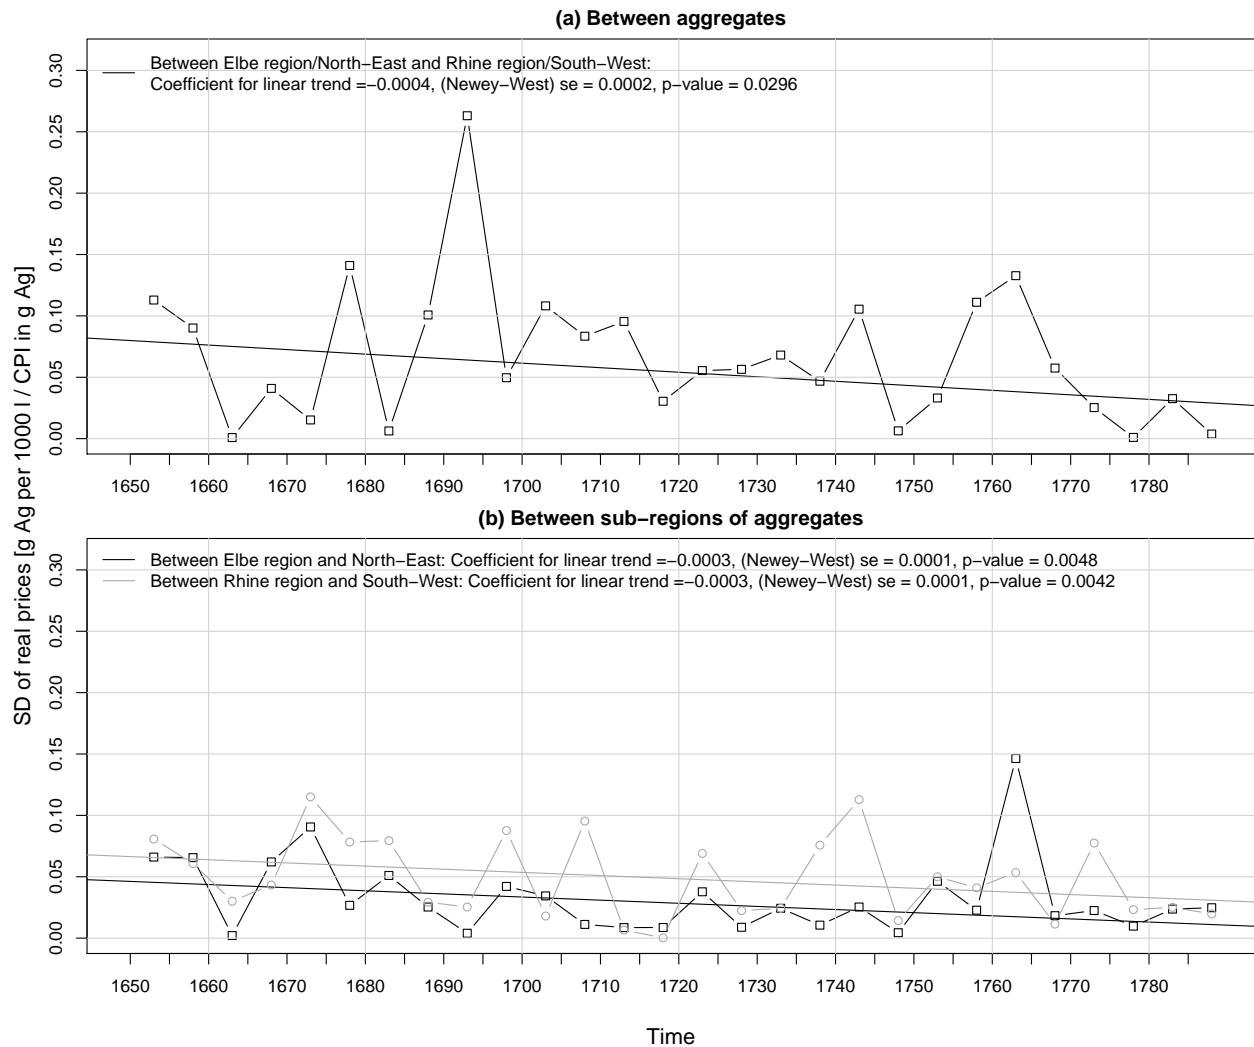 (a) Between aggregates
Between Elbe region/North−East and Rhine region/South−West:
Coefficient for linear trend =−0.0004, (Newey−West) se = 0.0002, p−value = 0.0296
0.30
0.25
0.20
0.15
0.10
0.05
0.00
1650 1660 1670 1680 1690 1700 1710 1720 1730 1740 1750 1760 1770 1780
SD of real prices [g Ag per 1000 l / CPI in g Ag]
(b) Between sub−regions of aggregates
Between Elbe region and North−East: Coefficient for linear trend =−0.0003, (Newey−West) se = 0.0001, p−value = 0.0048
Between Rhine region and South−West: Coefficient for linear trend =−0.0003, (Newey−West) se = 0.0001, p−value = 0.0042
0.30
0.25
0.20
0.15
0.10
0.05
0.00
1650 1660 1670 1680 1690 1700 1710 1720 1730 1740 1750 1760 1770 1780
Time